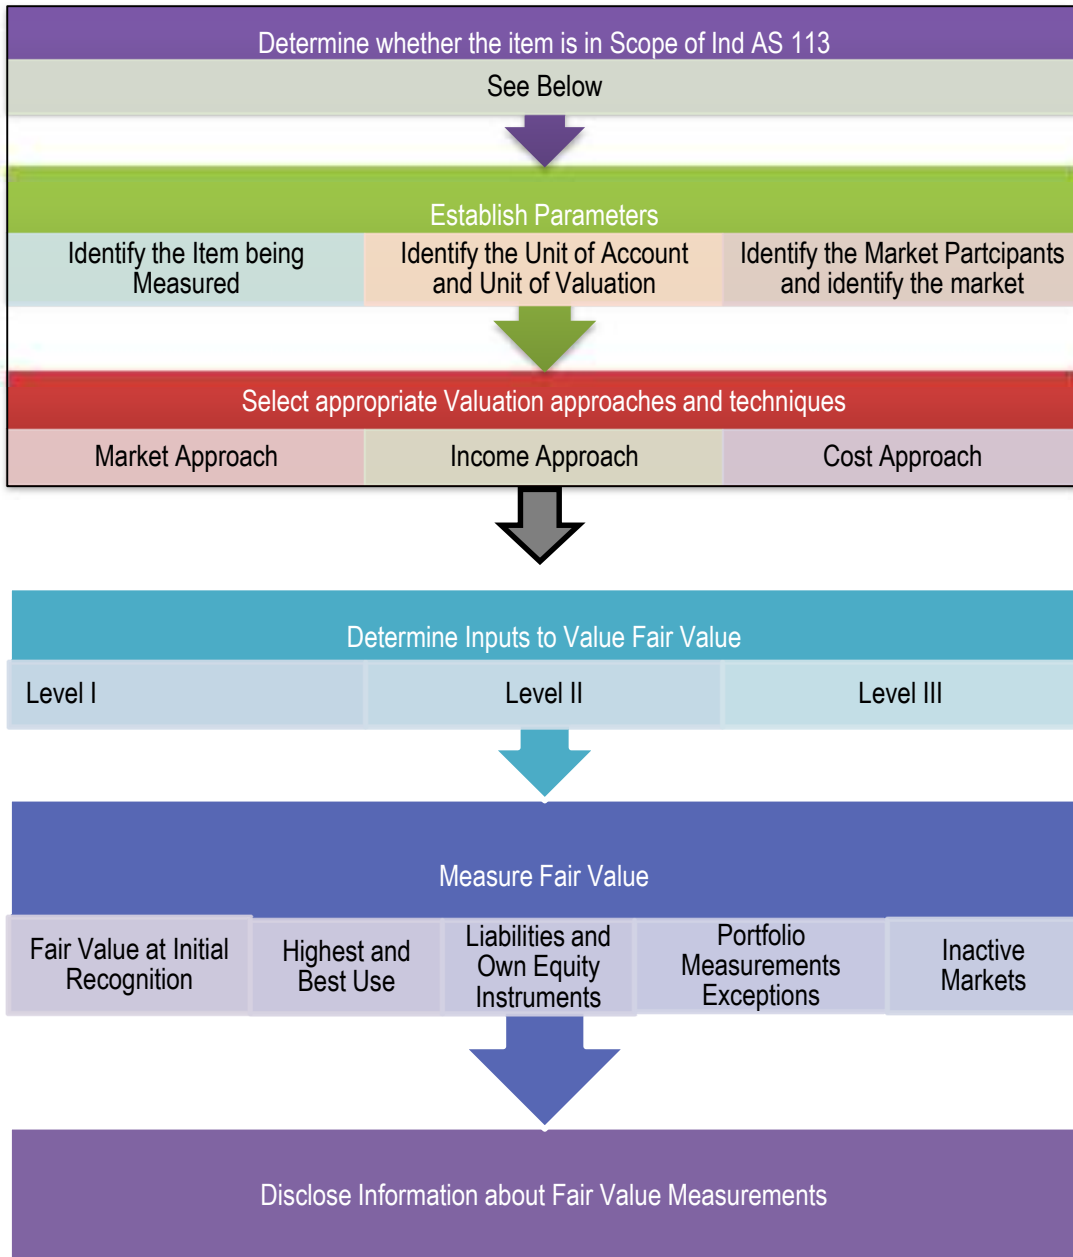 Determine whether the item is in Scope of Ind AS 113
See Below
Establish Parameters
Identify the Item being
Measured
Identify the Unit of Account
and Unit of Valuation
Identify the Market Partcipants
and identify the market
Select appropriate Valuation approaches and techniques
Market Approach
Income Approach
Cost Approach
Determine Inputs to Value Fair Value
Level I
Level II
Level III
Measure Fair Value
Fair Value at Initial
Recognition
Highest and
Best Use
Liabilities and
Own Equity
Instruments
Portfolio
Measurements
Exceptions
Inactive
Markets
Disclose Information about Fair Value Measurements